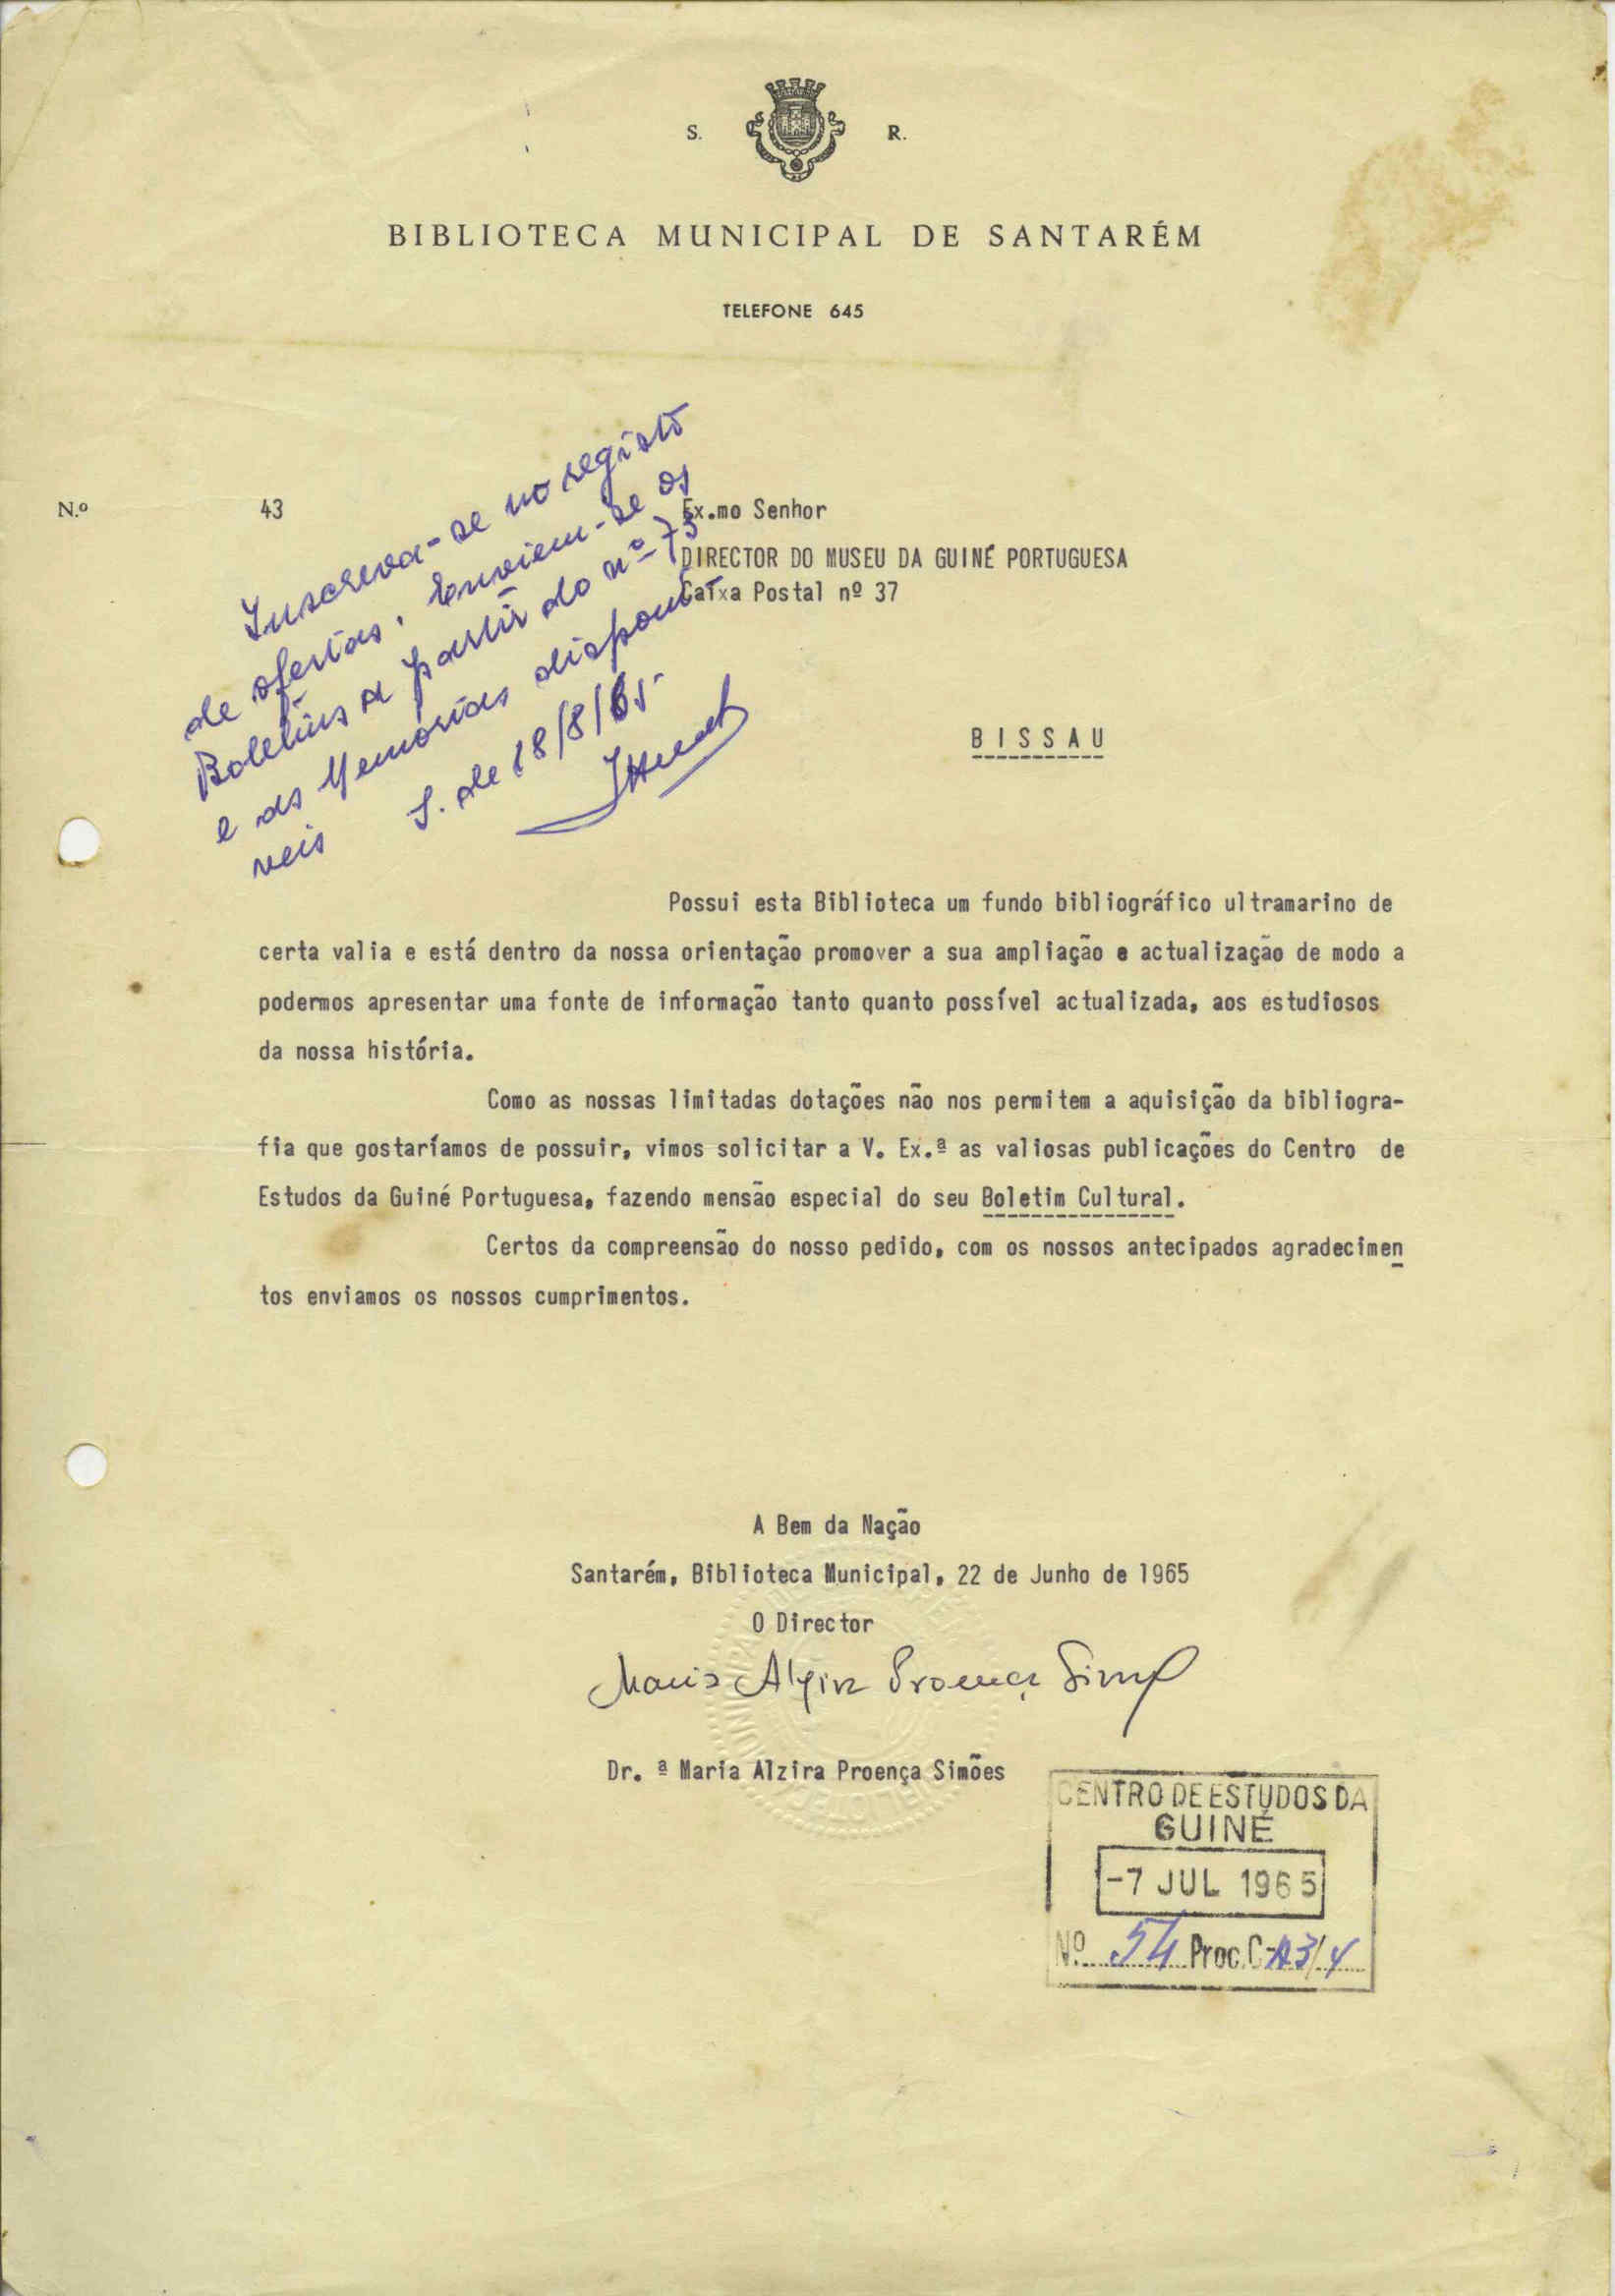 S. R.
BIBLIOTECA MUNICIPAL DE SANTARÉM
TELEFONE 645
Inscreva-se no registo
de ofertas. Enviem-se os
Boletins a partir do nº 73
e as Memórias disponí-
veis
S. de 18/8/65
N.º 43
Ex.mo Senhor
DIRECTOR DO MUSEU DA GUINÉ PORTUGUESA
Caixa Postal nº 37
BISSAU
Possui esta Biblioteca um fundo bibliográfico ultramarino de
certa valia e está dentro da nossa orientação promover a sua ampliação e actualização de modo a
podermos apresentar uma fonte de informação tanto quanto possível actualizada, aos estudiosos
da nossa história.
Como as nossas limitadas dotações não nos permitem a aquisição da bibliogra-
fia que gostaríamos de possuir, vimos solicitar a V. Ex.ª as valiosas publicações do Centro de
Estudos da Guiné Portuguesa, fazendo mensão especial do seu Boletim Cultural.
Certos da compreensão do nosso pedido, com os nossos antecipados agradecimen
tos enviamos os nossos cumprimentos.
A Bem da Nação
Santarém, Biblioteca Municipal, 22 de Junho de 1965
O Director
Maria Alzira Proença Simões
Dr. ª Maria Alzira Proença Simões
CENTRO DE ESTUDOS DA
GUINÉ
-7 JUL 1965
Nº 54 Proc. C-A3/4